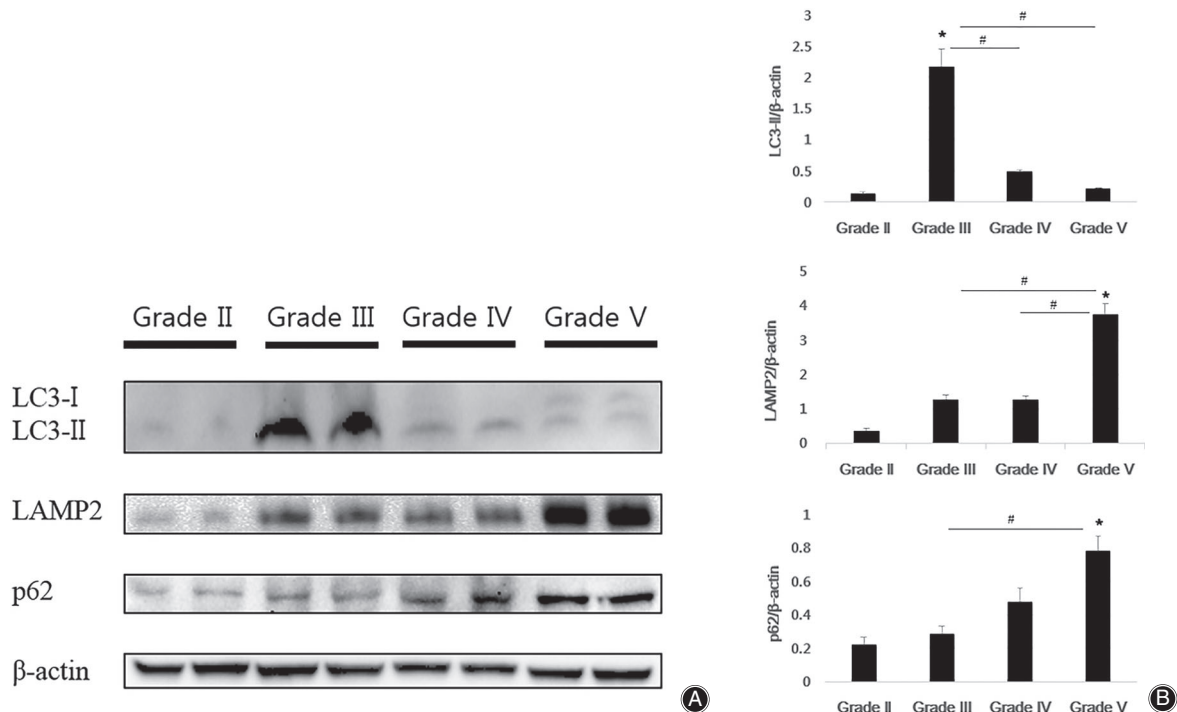 Grade Ⅱ Grade Ⅲ Grade Ⅳ Grade Ⅴ
LC3-I
LC3-II
LAMP2
p62
β-actin
A
3
2.5
2
1.5
1
0.5
0
LC3-II/β-actin
*
#
#
Grade Ⅱ Grade Ⅲ Grade Ⅳ Grade Ⅴ
5
4
3
2
1
0
LAMP2/β-actin
#
#
*
Grade Ⅱ Grade Ⅲ Grade Ⅳ Grade Ⅴ
1
0.8
0.6
0.4
0.2
0
p62/β-actin
#
*
Grade Ⅱ Grade Ⅲ Grade Ⅳ Grade Ⅴ
B